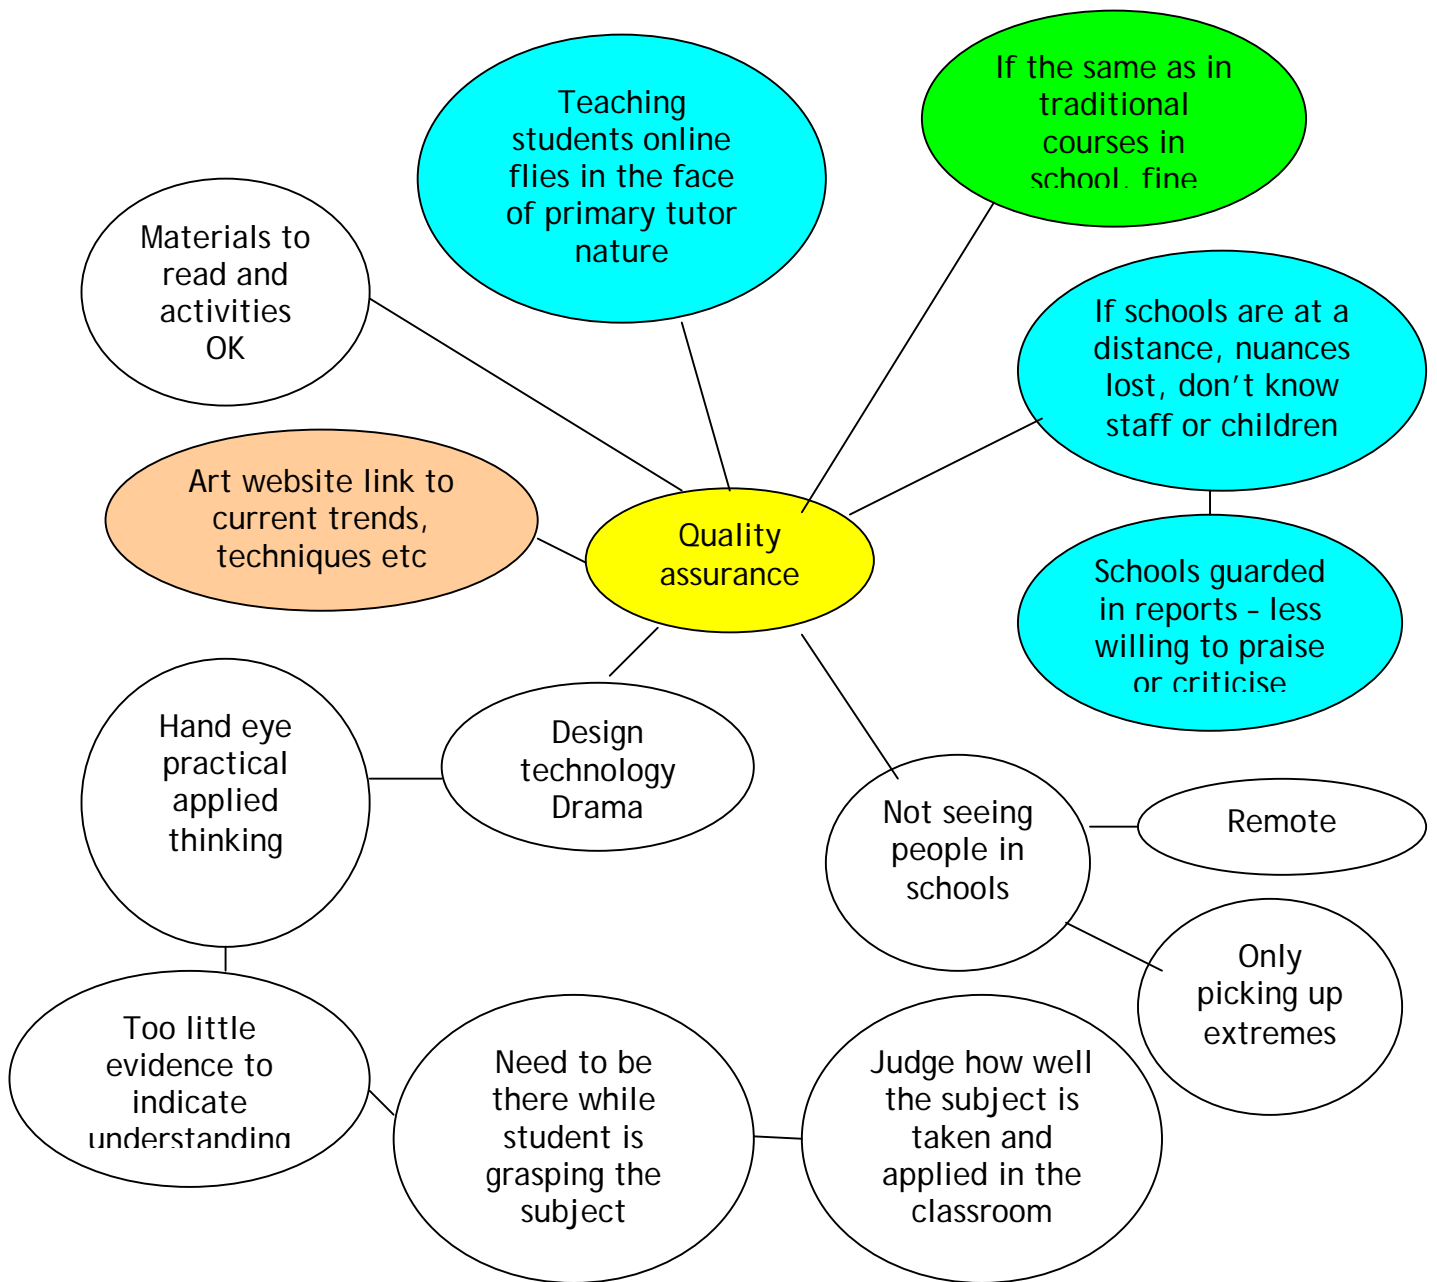 If the same as in
traditional
courses in
school, fine
Teaching
students online
flies in the face
of primary tutor
nature
Materials to
read and
activities
OK
If schools are at a
distance, nuances
lost, don't know
staff or children
Art website link to
current trends,
techniques etc
Quality
assurance
Schools guarded
in reports – less
willing to praise
or criticise
Hand eye
practical
applied
thinking
Design
technology
Drama
Not seeing
people in
schools
Remote
Only
picking up
extremes
Too little
evidence to
indicate
understanding
Need to be
there while
student is
grasping the
subject
Judge how well
the subject is
taken and
applied in the
classroom